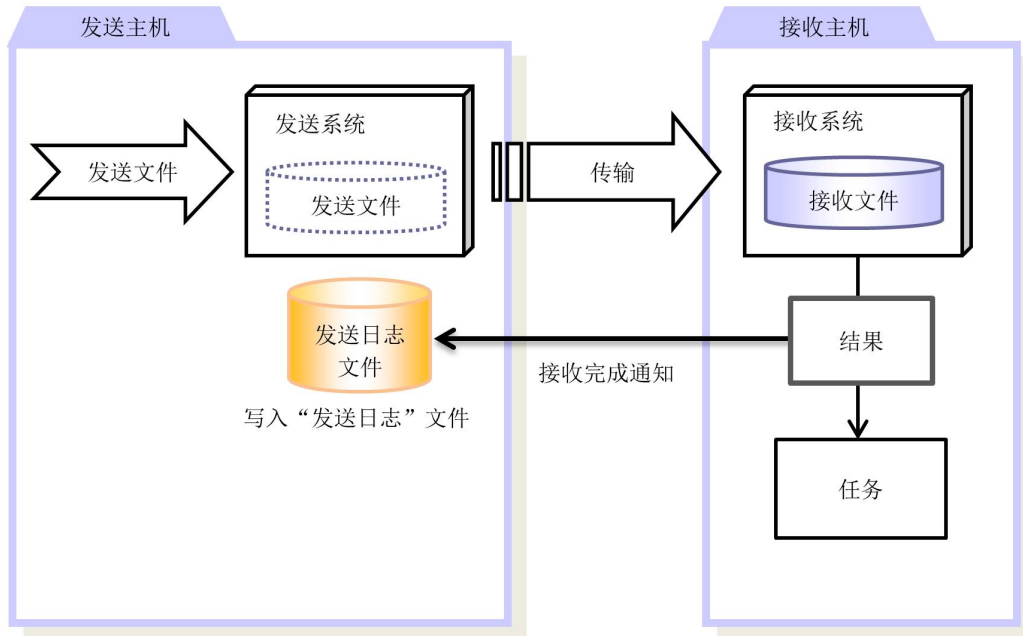 发送主机
接收主机
发送文件
发送系统
发送文件
传输
接收系统
接收文件
发送日志
文件
写入“发送日志”文件
接收完成通知
结果
任务